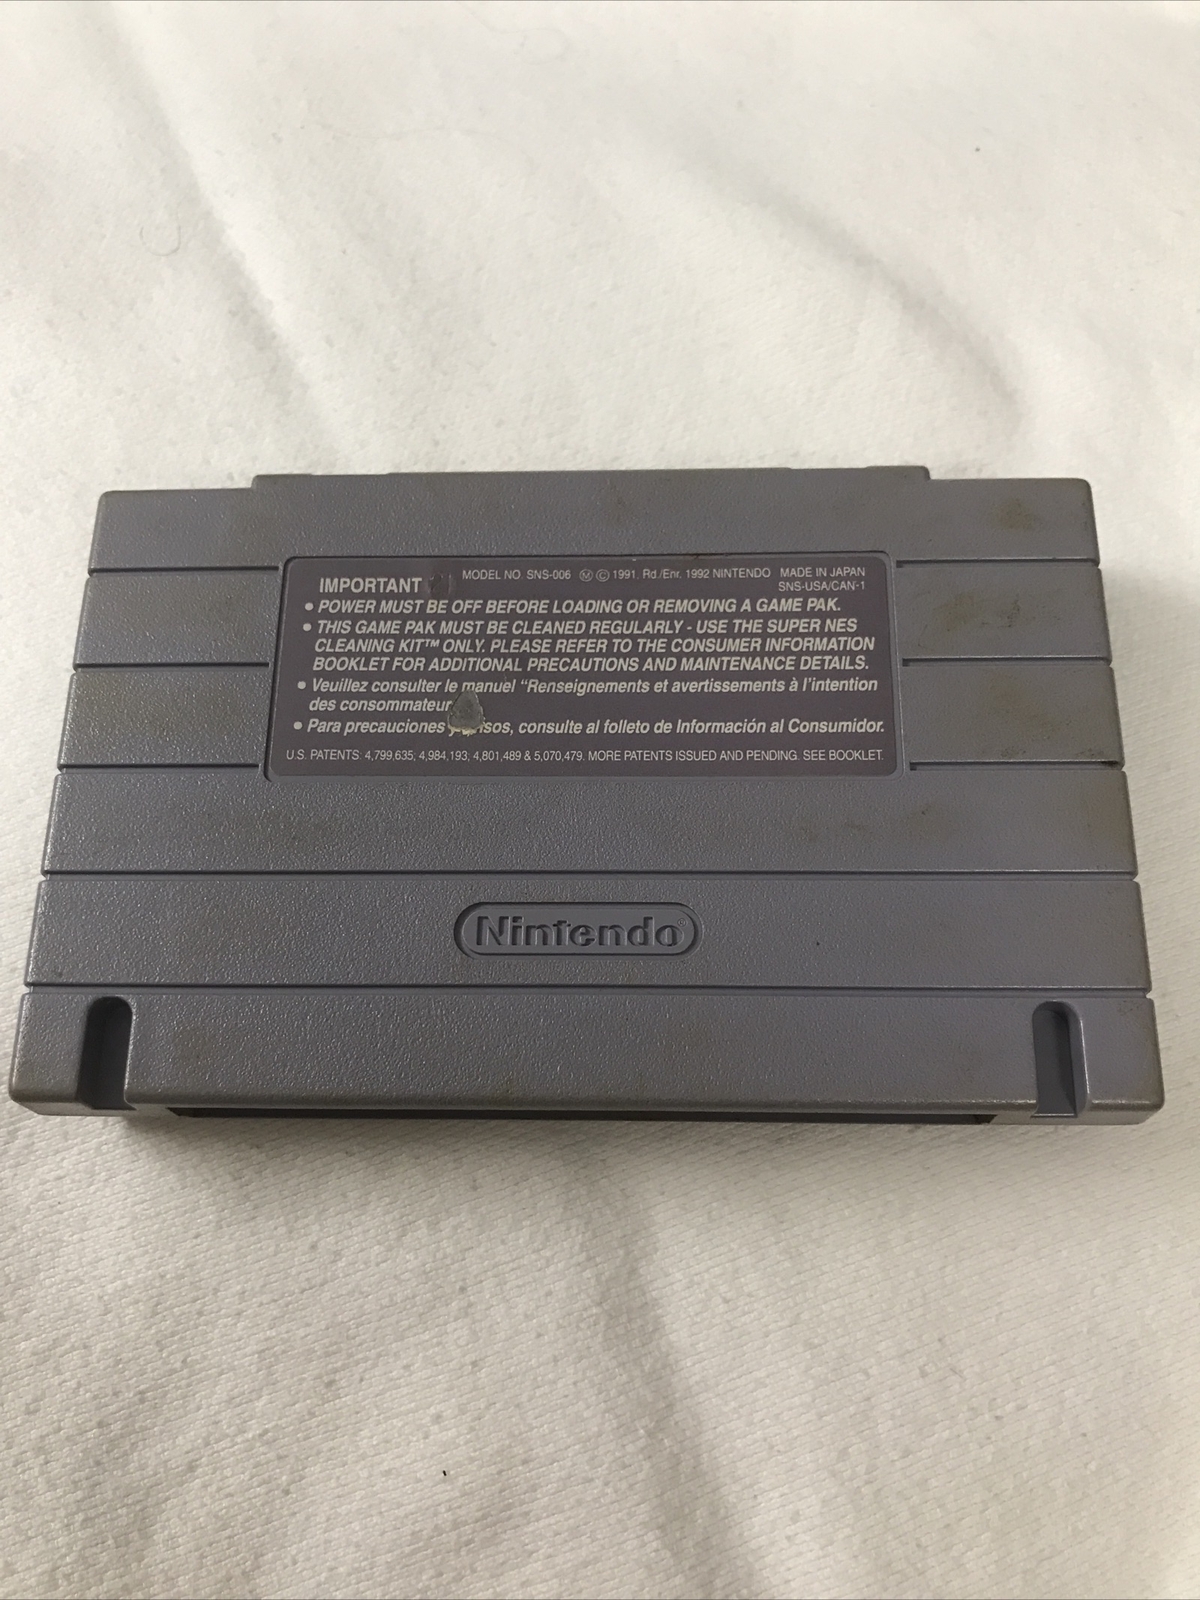 IMPORTANT MODEL NO. SNS-006 Ⓜ © 1991. Rd./Enr. 1992 NINTENDO MADE IN JAPAN
SNS-USA/CAN-1
• POWER MUST BE OFF BEFORE LOADING OR REMOVING A GAME PAK.
• THIS GAME PAK MUST BE CLEANED REGULARLY - USE THE SUPER NES
CLEANING KIT™ ONLY. PLEASE REFER TO THE CONSUMER INFORMATION
BOOKLET FOR ADDITIONAL PRECAUTIONS AND MAINTENANCE DETAILS.
• Veuillez consulter le manuel “Renseignements et avertissements à l’intention
des consommateur
• Para precauciones consulte al folleto de Información al Consumidor.
U.S. PATENTS: 4,799,635; 4,984,193; 4,801,489 & 5,070,479. MORE PATENTS ISSUED AND PENDING. SEE BOOKLET.
Nintendo®